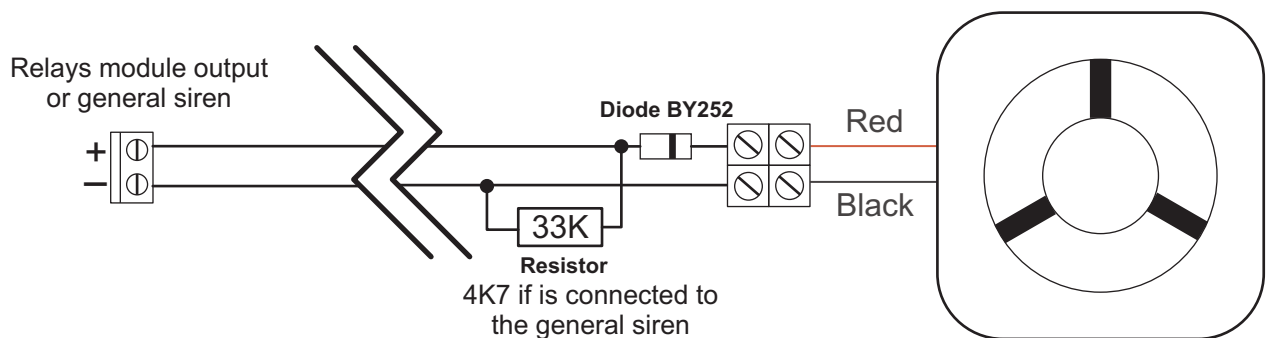 Relays module output
or general siren
+
−
Diode BY252
Red
Black
33K
Resistor
4K7 if is connected to
the general siren